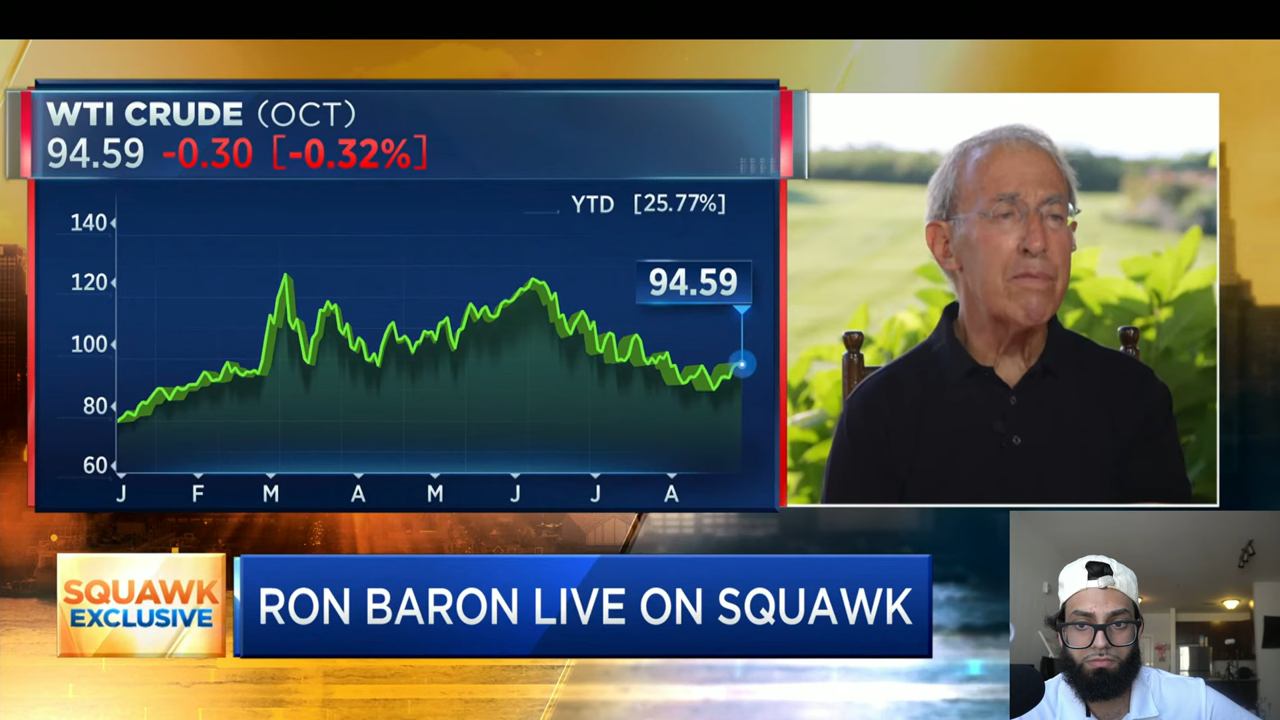 WTI CRUDE (OCT)
94.59 -0.30 [-0.32%]
YTD [25.77%]
140
120
100
80
60
94.59
J F M A M J J A
SQUAWK
EXCLUSIVE
RON BARON LIVE ON SQUAWK